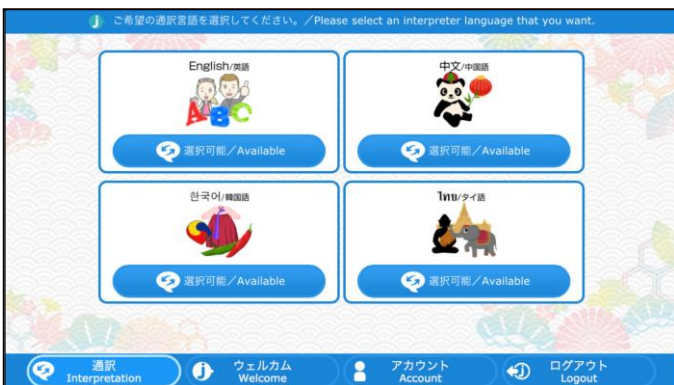 ご希望の通訳言語を選択してください。／Please select an interpreter language that you want.
English/英語
中文/中国語
ABC
選択可能／Available
選択可能／Available
한국어/韓国語
ไทย/タイ語
選択可能／Available
選択可能／Available
通訳
Interpretation
ウェルカム
Welcome
アカウント
Account
ログアウト
Logout